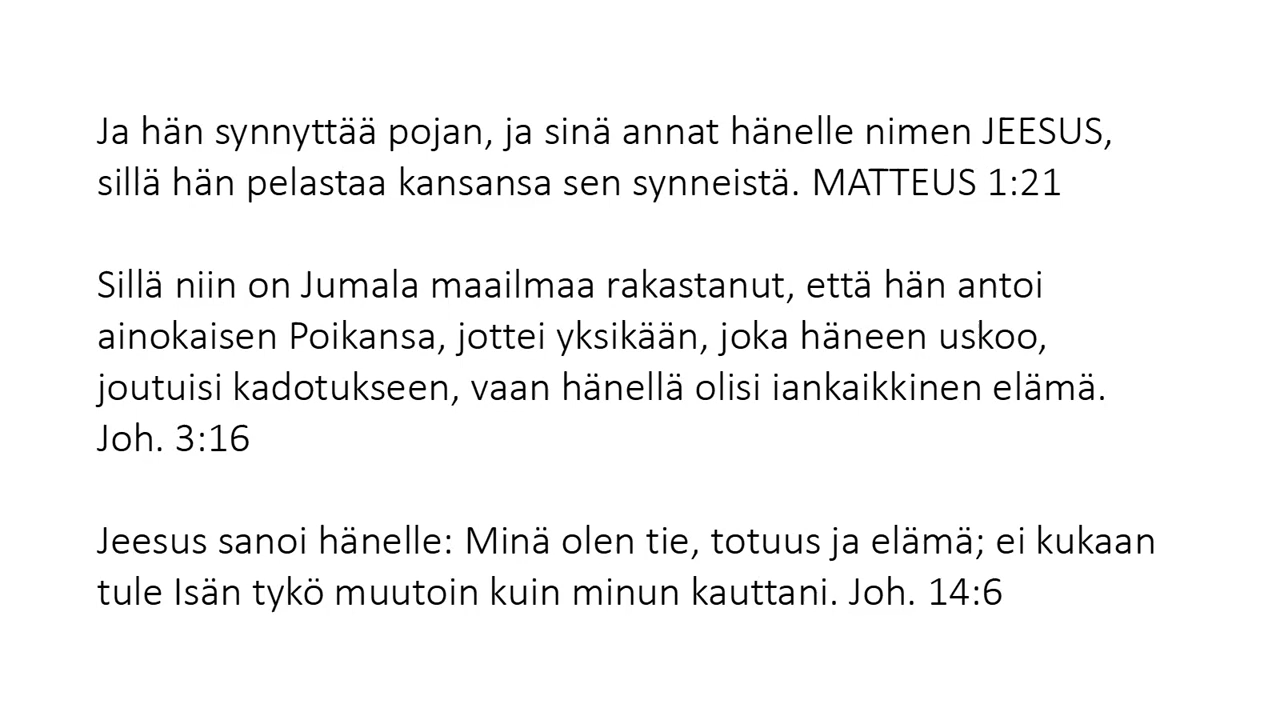 Ja hän synnyttää pojan, ja sinä annat hänelle nimen JEESUS,
sillä hän pelastaa kansansa sen synneistä. MATTEUS 1:21
Sillä niin on Jumala maailmaa rakastanut, että hän antoi
ainokaisen Poikansa, jottei yksikään, joka häneen uskoo,
joutuisi kadotukseen, vaan hänellä olisi iankaikkinen elämä.
Joh. 3:16
Jeesus sanoi hänelle: Minä olen tie, totuus ja elämä; ei kukaan
tule Isän tykö muutoin kuin minun kauttani. Joh. 14:6